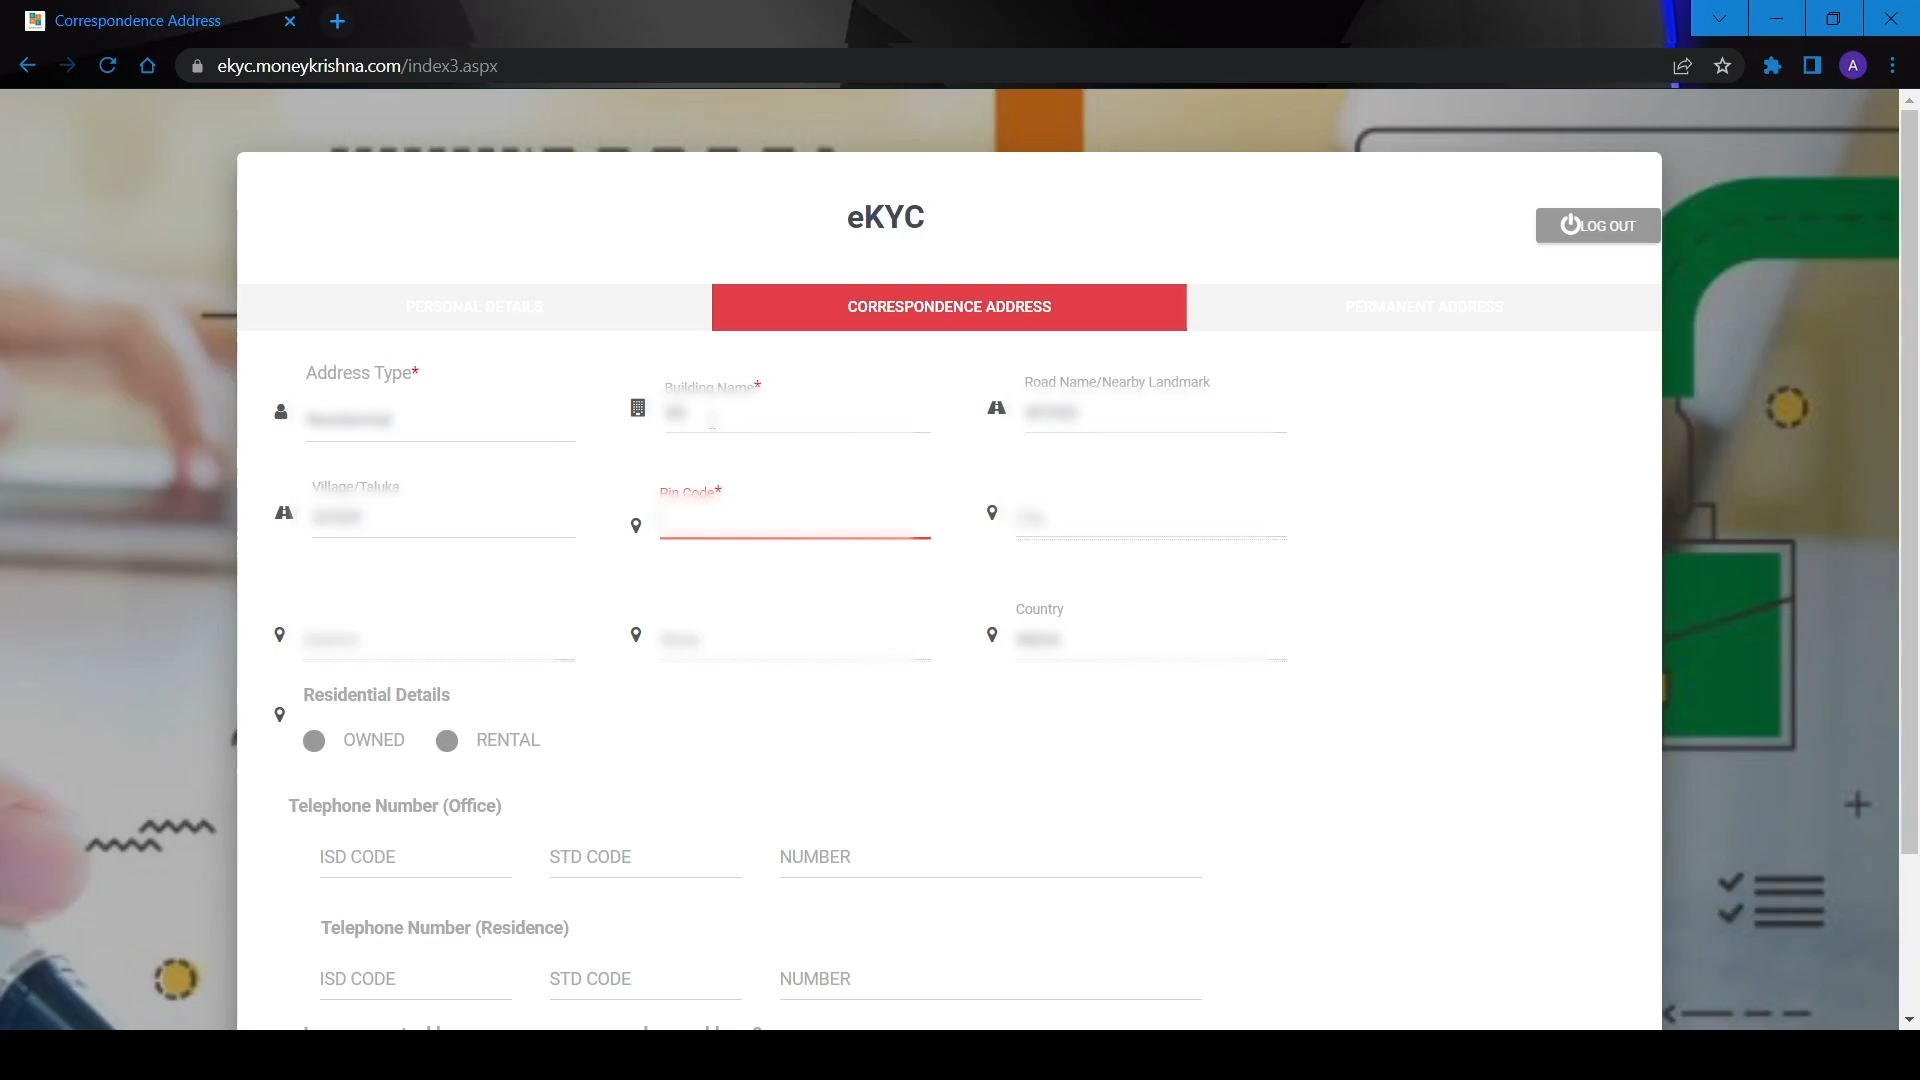 Correspondence Address
ekyc.moneykrishna.com/index3.aspx
A
eKYC
LOG OUT
PERSONAL DETAILS
CORRESPONDENCE ADDRESS
PERMANENT ADDRESS
Address Type*
Building Name*
Road Name/Nearby Landmark
Village/Taluka
Pin Code*
Country
Residential Details
OWNED
RENTAL
Telephone Number (Office)
ISD CODE
STD CODE
NUMBER
Telephone Number (Residence)
ISD CODE
STD CODE
NUMBER